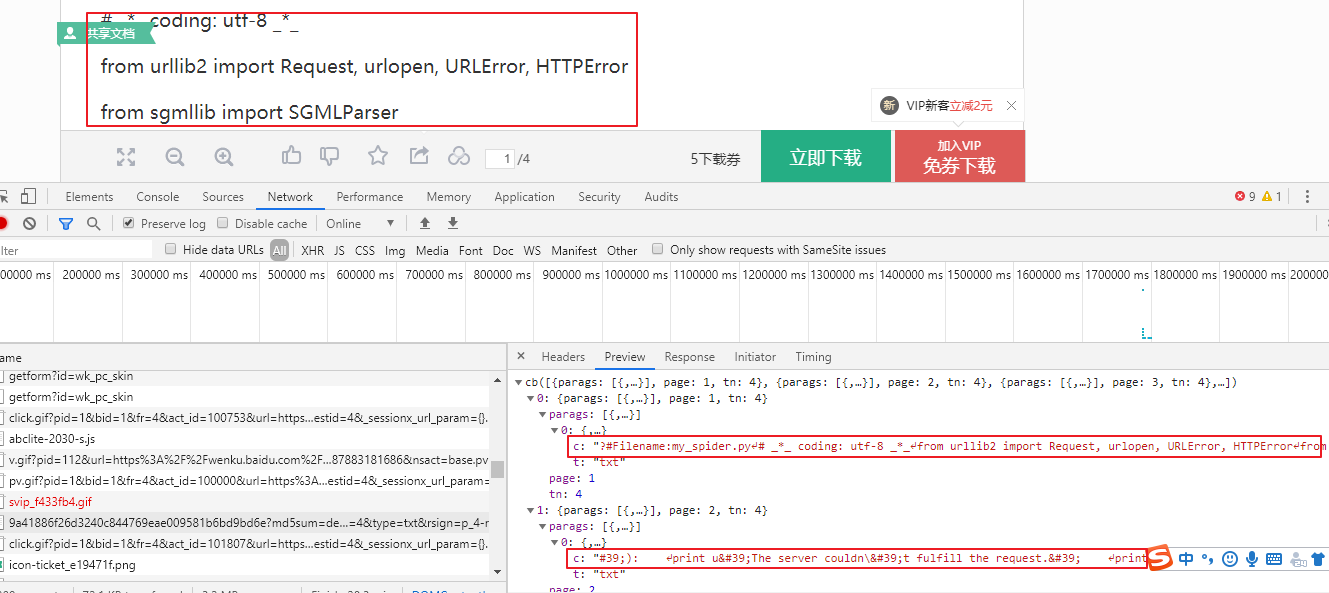 # _*_ coding: utf-8 _*_
共享文档
from urllib2 import Request, urlopen, URLError, HTTPError
from sgmllib import SGMLParser
新 VIP新客立减2元
1 /4
5下载券
立即下载
加入VIP
免券下载
Elements Console Sources Network Performance Memory Application Security Audits 9 1
Preserve log Disable cache Online
lter Hide data URLs All XHR JS CSS Img Media Font Doc WS Manifest Other Only show requests with SameSite issues
00000 ms 200000 ms 300000 ms 400000 ms 500000 ms 600000 ms 700000 ms 800000 ms 900000 ms 1000000 ms 1100000 ms 1200000 ms 1300000 ms 1400000 ms 1500000 ms 1600000 ms 1700000 ms 1800000 ms 1900000 ms 200000
ame
getform?id=wk_pc_skin
getform?id=wk_pc_skin
click.gif?pid=1&bid=1&fr=4&act_id=100753&url=https…estid=4&_sessionx_url_param={}.
abclite-2030-s.js
v.gif?pid=112&url=https%3A%2F%2Fwenku.baidu.com%2F…87883181686&nsact=base.pv
pv.gif?pid=1&bid=1&fr=4&act_id=100000&url=https%3A…estid=4&_sessionx_url_param={}.
svip_f433fb4.gif
9a41886f26d3240c844769eae009581b6bd9bd6e?md5sum=de…=4&type=txt&rsign=p_4-r
click.gif?pid=1&bid=1&fr=4&act_id=101807&url=https…estid=4&_sessionx_url_param={}.
icon-ticket_e19471f.png
Headers Preview Response Initiator Timing
cb([{parags: [{,…}], page: 1, tn: 4}, {parags: [{,…}], page: 2, tn: 4}, {parags: [{,…}], page: 3, tn: 4},…])
0: {parags: [{,…}], page: 1, tn: 4}
parags: [{,…}]
0: {,…}
c: "?#Filename:my_spider.py↵# _*_ coding: utf-8 _*_↵from urllib2 import Request, urlopen, URLError, HTTPError↵from
t: "txt"
page: 1
tn: 4
1: {parags: [{,…}], page: 2, tn: 4}
parags: [{,…}]
0: {,…}
c: "#39;): ↵print u&#39;The server couldn\&#39;t fulfill the request.&#39; ↵print
中
t: "txt"
page: 2